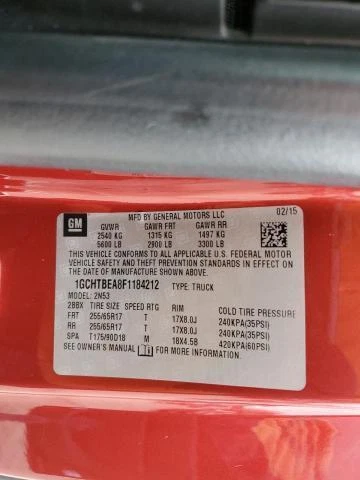 GM
MFD BY GENERAL MOTORS LLC
02/15
GVWR GAWR FRT GAWR RR
2540 KG 1315 KG 1497 KG
5600 LB 2900 LB 3300 LB
THIS VEHICLE CONFORMS TO ALL APPLICABLE U.S. FEDERAL MOTOR
VEHICLE SAFETY AND THEFT PREVENTION STANDARDS IN EFFECT
ON THE DATE OF MANUFACTURE SHOWN ABOVE.
1GCHTBEA8F1184212 TYPE: TRUCK
MODEL: 2N53
2BBX TIRE SIZE SPEED RTG RIM COLD TIRE PRESSURE
FRT 255/65R17 T 17X8.0J 240KPA(35PSI)
RR 255/65R17 T 17X8.0J 240KPA(35PSI)
SPA T175/90D18 M 18X4.5B 420KPA(60PSI)
SEE OWNER'S MANUAL FOR ADDITIONAL INFORMATION.